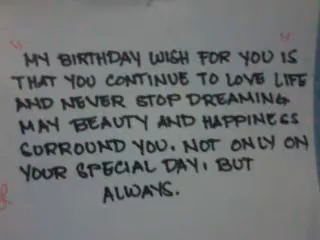 "MY BIRTHDAY WISH FOR YOU IS
THAT YOU CONTINUE TO LOVE LIFE
AND NEVER STOP DREAMING.
MAY BEAUTY AND HAPPINESS
SURROUND YOU. NOT ONLY ON
YOUR SPECIAL DAY, BUT
ALWAYS.